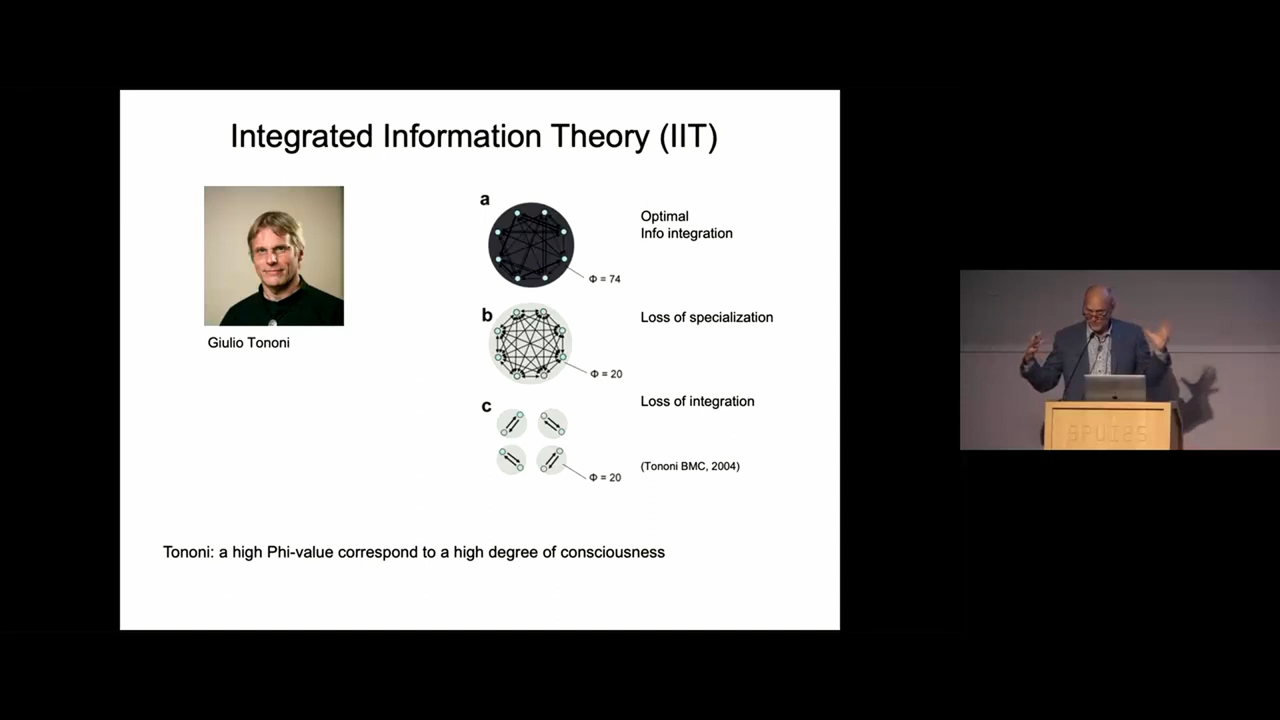 Integrated Information Theory (IIT)
Giulio Tononi
a
Optimal
Info integration
Φ = 74
b
Loss of specialization
Φ = 20
c
Loss of integration
(Tononi BMC, 2004)
Φ = 20
Tononi: a high Phi-value correspond to a high degree of consciousness